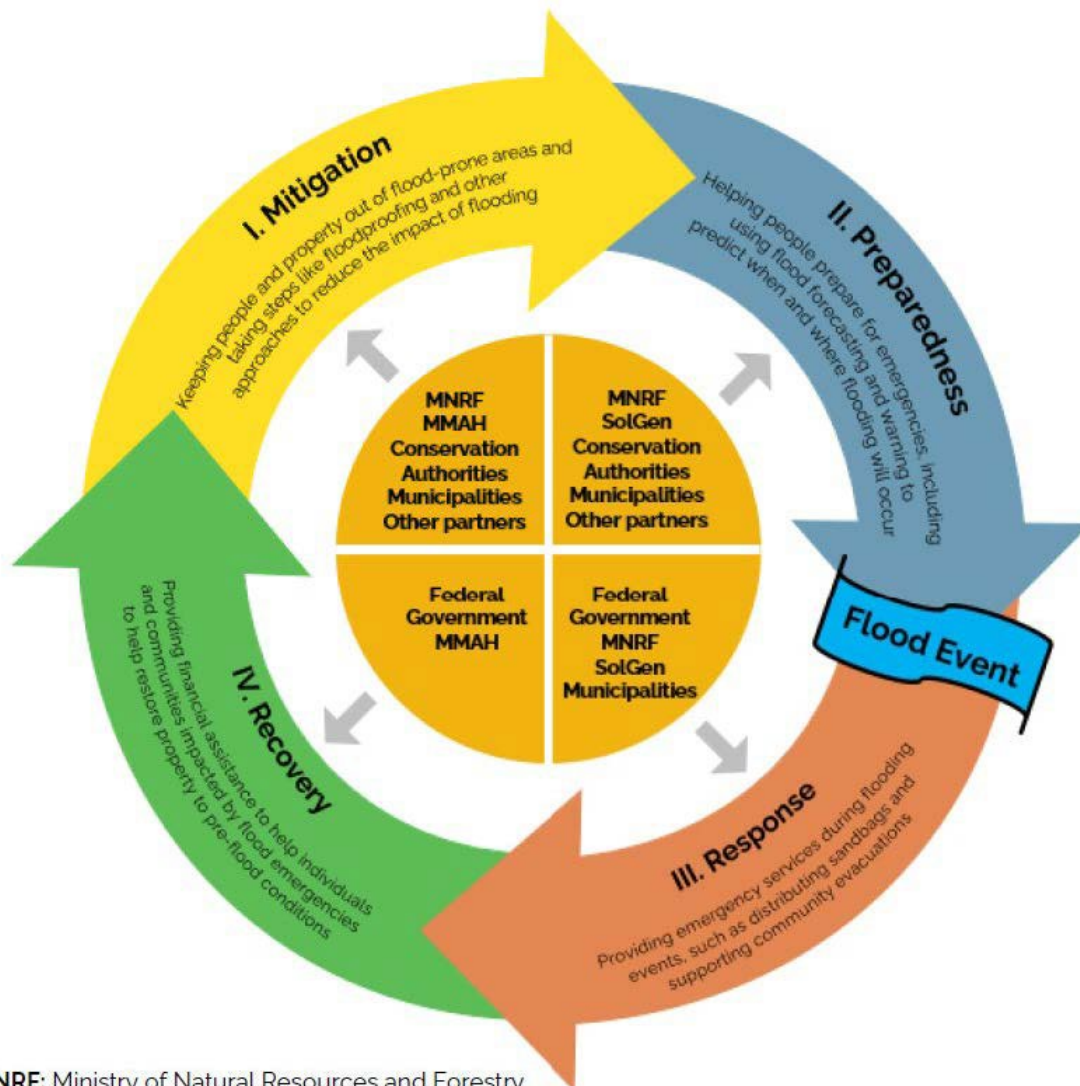 I. Mitigation
Keeping people and property out of flood-prone areas and
taking steps like floodproofing and other
approaches to reduce the impact of flooding
II. Preparedness
Helping people prepare for emergencies, including
using flood forecasting and warning to
predict when and where flooding will occur
MNRF
MMAH
Conservation
Authorities
Municipalities
Other partners
MNRF
SolGen
Conservation
Authorities
Municipalities
Other partners
Federal
Government
MMAH
Federal
Government
MNRF
SolGen
Municipalities
Flood Event
III. Response
Providing emergency services during flooding
events, such as distributing sandbags and
supporting community evacuations
IV. Recovery
Providing financial assistance to help individuals
and communities impacted by flood emergencies
to help restore property to pre-flood conditions
NRF: Ministry of Natural Resources and Forestry